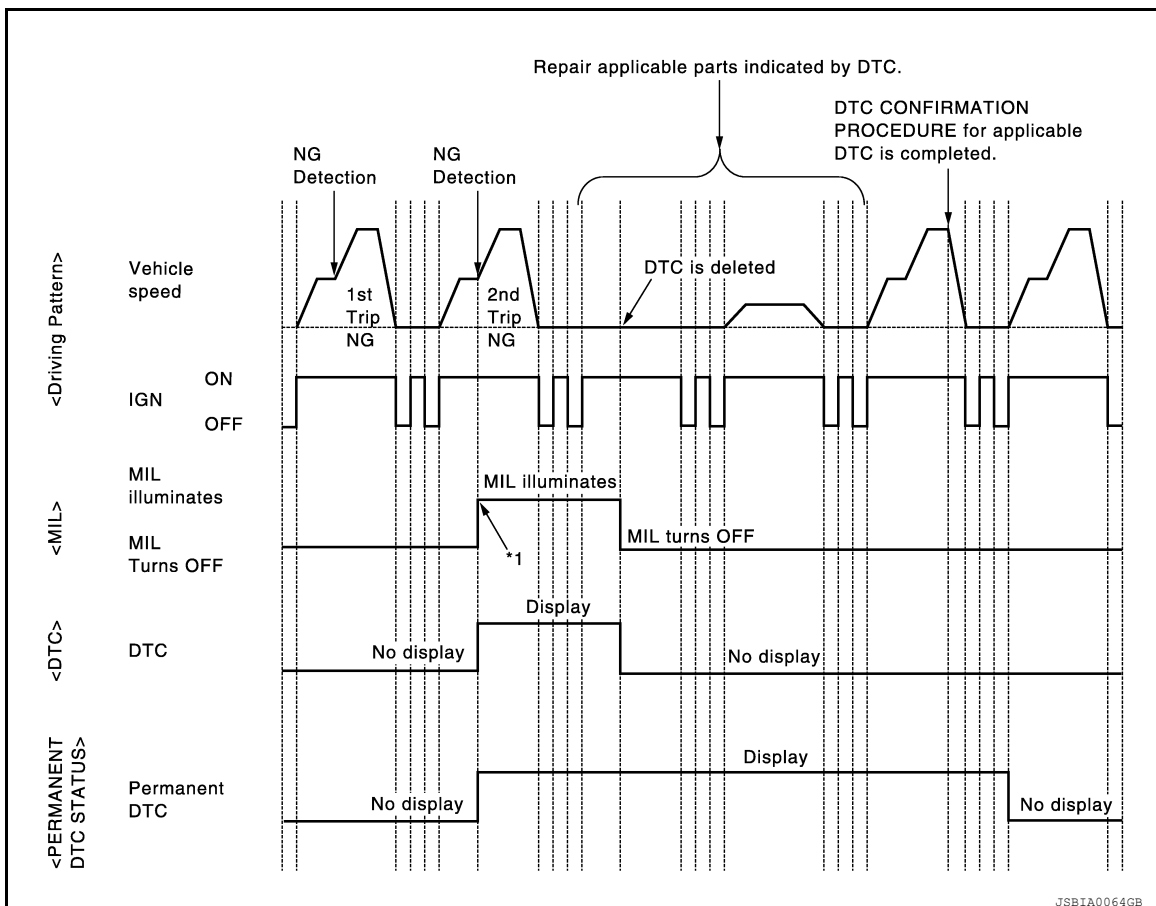 Repair applicable parts indicated by DTC.
DTC CONFIRMATION
PROCEDURE for applicable
DTC is completed.
NG
Detection
NG
Detection
<Driving Pattern>
Vehicle
speed
1st
Trip
NG
2nd
Trip
NG
DTC is deleted
IGN
ON
OFF
<MIL>
MIL
illuminates
MIL
Turns OFF
MIL illuminates
*1
MIL turns OFF
<DTC>
DTC
No display
Display
No display
<PERMANENT
DTC STATUS>
Permanent
DTC
No display
Display
No display
JSBIA0064GB